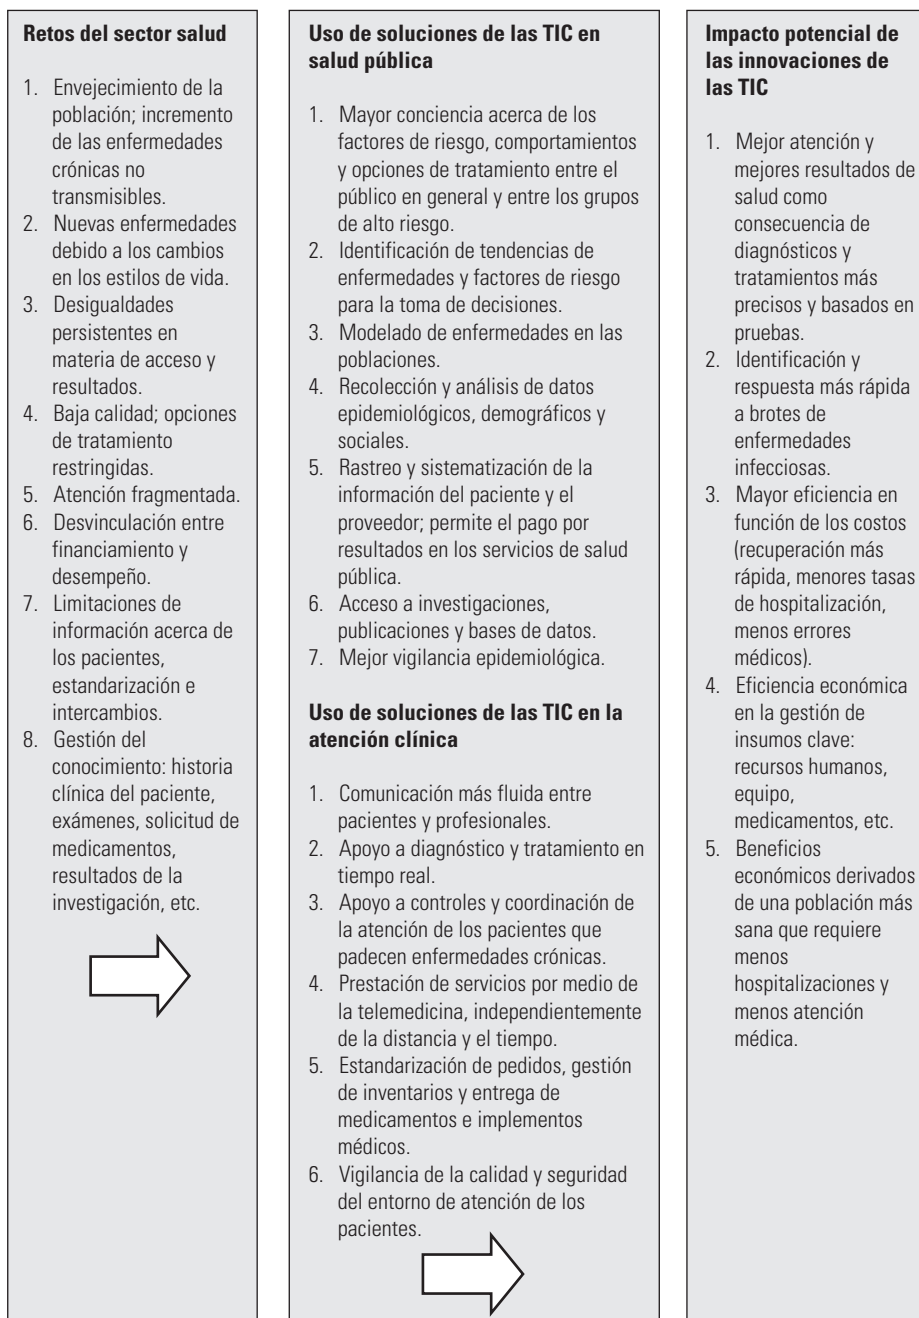 Retos del sector salud
1. Envejecimiento de la
población; incremento
de las enfermedades
crónicas no
transmisibles.
2. Nuevas enfermedades
debido a los cambios
en los estilos de vida.
3. Desigualdades
persistentes en
materia de acceso y
resultados.
4. Baja calidad; opciones
de tratamiento
restringidas.
5. Atención fragmentada.
6. Desvinculación entre
financiamiento y
desempeño.
7. Limitaciones de
información acerca de
los pacientes,
estandarización e
intercambios.
8. Gestión del
conocimiento: historia
clínica del paciente,
exámenes, solicitud de
medicamentos,
resultados de la
investigación, etc.
Uso de soluciones de las TIC en
salud pública
1. Mayor conciencia acerca de los
factores de riesgo, comportamientos
y opciones de tratamiento entre el
público en general y entre los grupos
de alto riesgo.
2. Identificación de tendencias de
enfermedades y factores de riesgo
para la toma de decisiones.
3. Modelado de enfermedades en las
poblaciones.
4. Recolección y análisis de datos
epidemiológicos, demográficos y
sociales.
5. Rastreo y sistematización de la
información del paciente y el
proveedor; permite el pago por
resultados en los servicios de salud
pública.
6. Acceso a investigaciones,
publicaciones y bases de datos.
7. Mejor vigilancia epidemiológica.
Uso de soluciones de las TIC en la
atención clínica
1. Comunicación más fluida entre
pacientes y profesionales.
2. Apoyo a diagnóstico y tratamiento en
tiempo real.
3. Apoyo a controles y coordinación de
la atención de los pacientes que
padecen enfermedades crónicas.
4. Prestación de servicios por medio de
la telemedicina, independientemente
de la distancia y el tiempo.
5. Estandarización de pedidos, gestión
de inventarios y entrega de
medicamentos e implementos
médicos.
6. Vigilancia de la calidad y seguridad
del entorno de atención de los
pacientes.
Impacto potencial de
las innovaciones de
las TIC
1. Mejor atención y
mejores resultados de
salud como
consecuencia de
diagnósticos y
tratamientos más
precisos y basados en
pruebas.
2. Identificación y
respuesta más rápida
a brotes de
enfermedades
infecciosas.
3. Mayor eficiencia en
función de los costos
(recuperación más
rápida, menores tasas
de hospitalización,
menos errores
médicos).
4. Eficiencia económica
en la gestión de
insumos clave:
recursos humanos,
equipo,
medicamentos, etc.
5. Beneficios
económicos derivados
de una población más
sana que requiere
menos
hospitalizaciones y
menos atención
médica.